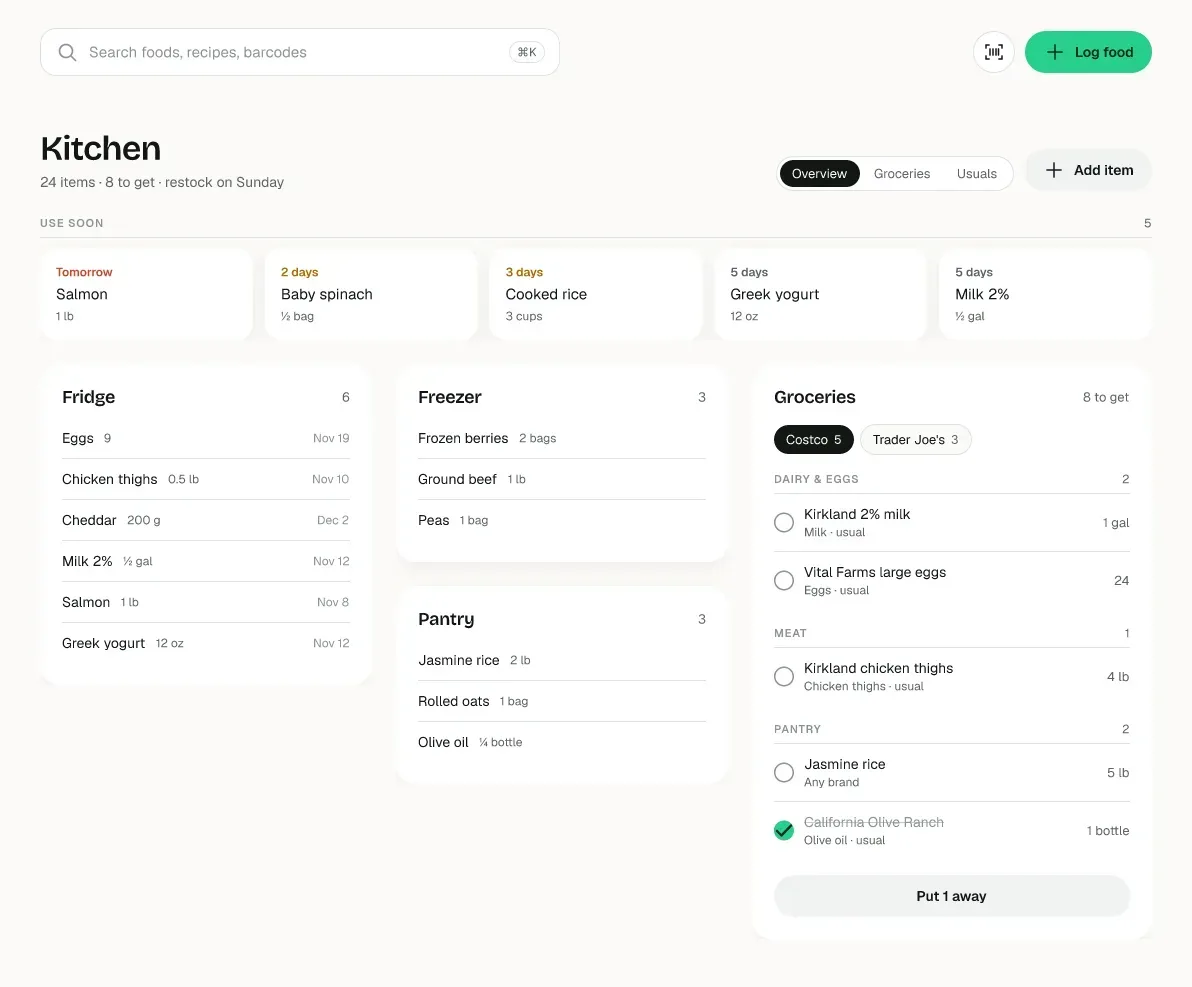 Search foods, recipes, barcodes ⌘K
Log food
Kitchen
24 items · 8 to get · restock on Sunday
Overview Groceries Usuals
Add item
USE SOON 5
Tomorrow
Salmon
1 lb
2 days
Baby spinach
½ bag
3 days
Cooked rice
3 cups
5 days
Greek yogurt
12 oz
5 days
Milk 2%
½ gal
Fridge 6
Eggs 9 Nov 19
Chicken thighs 0.5 lb Nov 10
Cheddar 200 g Dec 2
Milk 2% ½ gal Nov 12
Salmon 1 lb Nov 8
Greek yogurt 12 oz Nov 12
Freezer 3
Frozen berries 2 bags
Ground beef 1 lb
Peas 1 bag
Pantry 3
Jasmine rice 2 lb
Rolled oats 1 bag
Olive oil ¼ bottle
Groceries 8 to get
Costco 5 Trader Joe's 3
DAIRY & EGGS 2
Kirkland 2% milk 1 gal
Milk · usual
Vital Farms large eggs 24
Eggs · usual
MEAT 1
Kirkland chicken thighs 4 lb
Chicken thighs · usual
PANTRY 2
Jasmine rice 5 lb
Any brand
California Olive Ranch 1 bottle
Olive oil · usual
Put 1 away